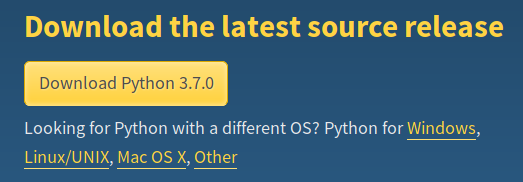 Download the latest source release
Download Python 3.7.0
Looking for Python with a different OS? Python for Windows,
Linux/UNIX, Mac OS X, Other